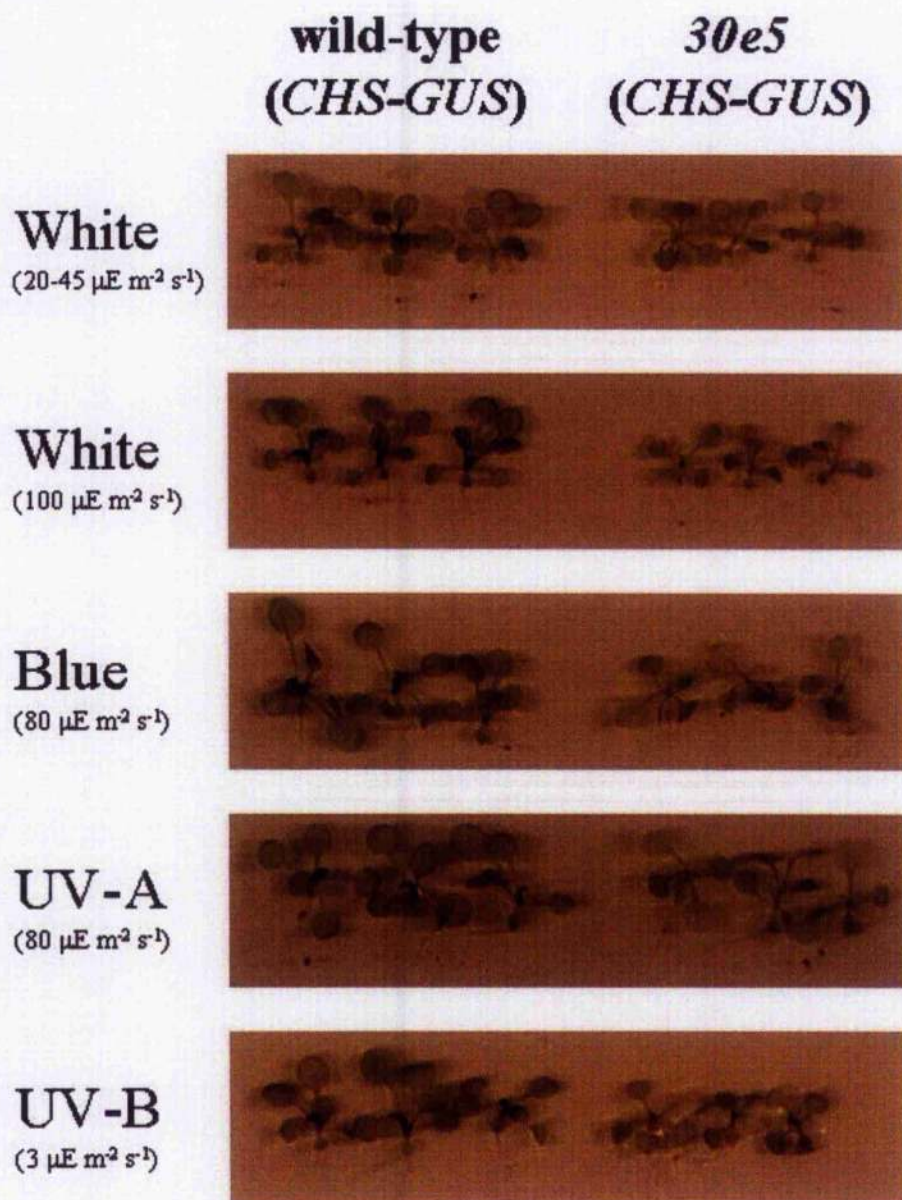 wild-type 30e5
(CHS-GUS) (CHS-GUS)
White
(20-45 µE m-2 s-1)
White
(100 µE m-2 s-1)
Blue
(80 µE m-2 s-1)
UV-A
(80 µE m-2 s-1)
UV-B
(3 µE m-2 s-1)